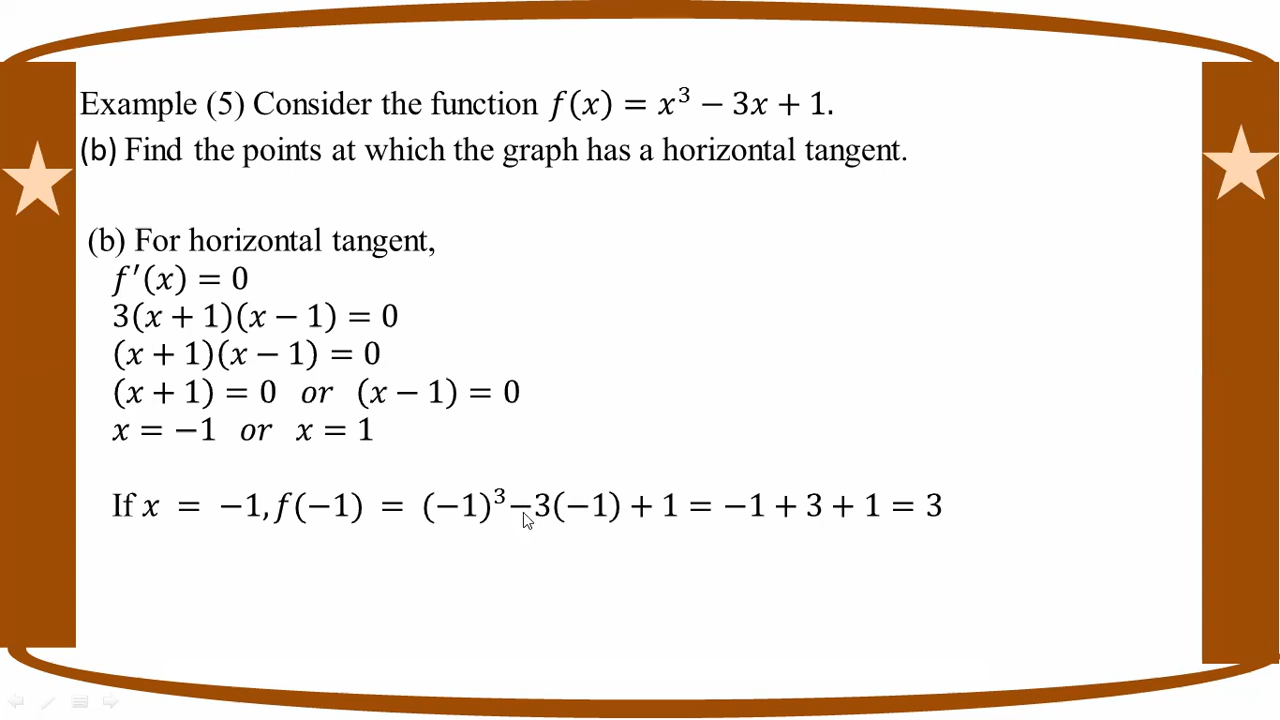 Example (5) Consider the function 𝑓(𝑥) = 𝑥³ − 3𝑥 + 1.
(b) Find the points at which the graph has a horizontal tangent.
(b) For horizontal tangent,
𝑓′(𝑥) = 0
3(𝑥 + 1)(𝑥 − 1) = 0
(𝑥 + 1)(𝑥 − 1) = 0
(𝑥 + 1) = 0 𝑜𝑟 (𝑥 − 1) = 0
𝑥 = −1 𝑜𝑟 𝑥 = 1
If 𝑥 = −1, 𝑓(−1) = (−1)³−3(−1) + 1 = −1 + 3 + 1 = 3